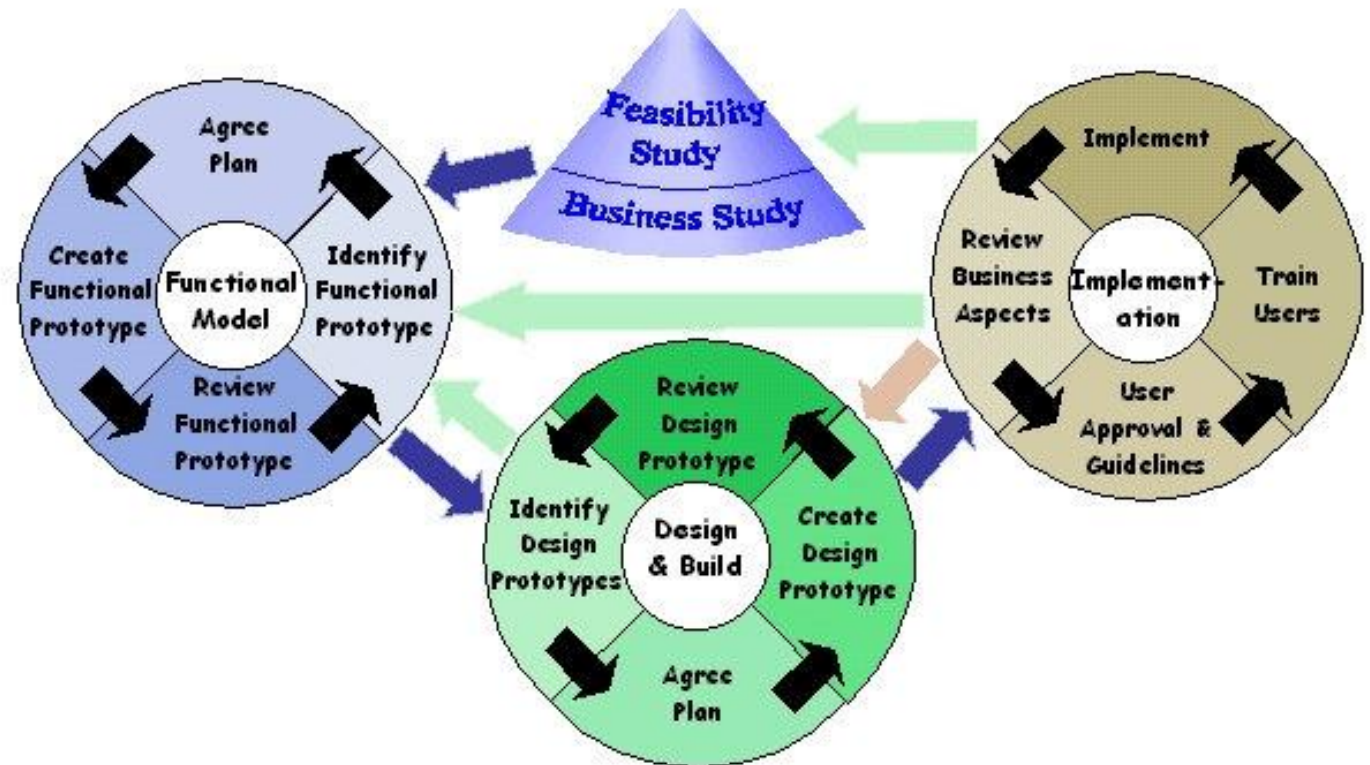 Feasibility
Study
Business Study
Agree
Plan
Create
Functional
Prototype
Functional
Model
Identify
Functional
Prototype
Review
Functional
Prototype
Implement
Review
Business
Aspects
Implement-
ation
Train
Users
User
Approval &
Guidelines
Review
Design
Prototype
Identify
Design
Prototypes
Design
& Build
Create
Design
Prototype
Agree
Plan